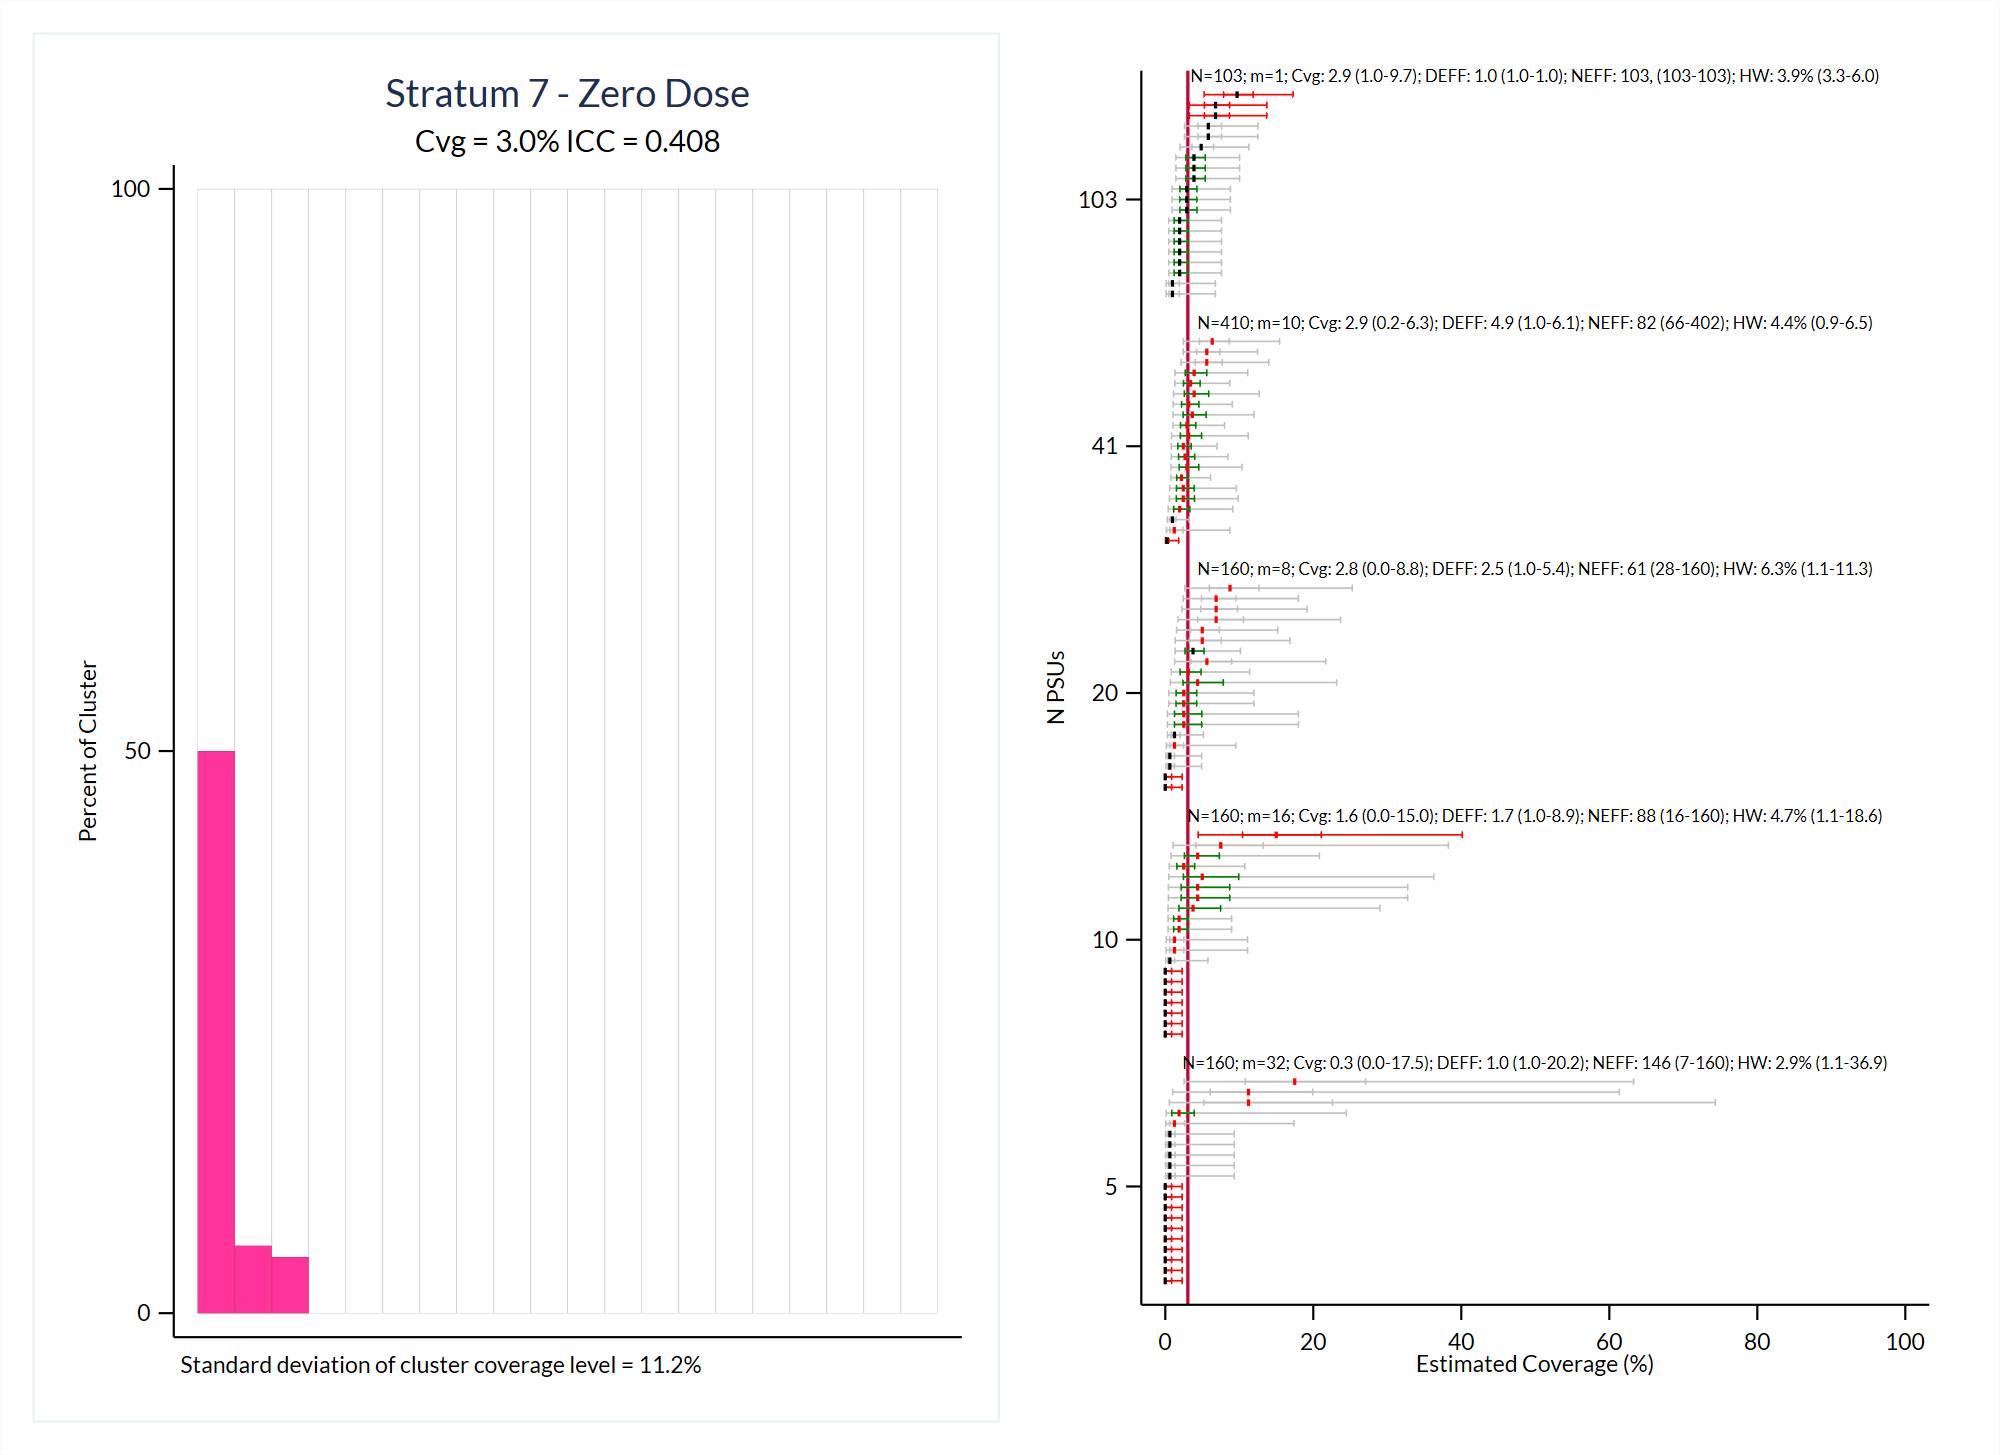 Stratum 7 - Zero Dose
Cvg = 3.0% ICC = 0.408
100
50
0
Percent of Cluster
Standard deviation of cluster coverage level = 11.2%
N=103; m=1; Cvg: 2.9 (1.0-9.7); DEFF: 1.0 (1.0-1.0); NEFF: 103, (103-103); HW: 3.9% (3.3-6.0)
103
N=410; m=10; Cvg: 2.9 (0.2-6.3); DEFF: 4.9 (1.0-6.1); NEFF: 82 (66-402); HW: 4.4% (0.9-6.5)
41
N=160; m=8; Cvg: 2.8 (0.0-8.8); DEFF: 2.5 (1.0-5.4); NEFF: 61 (28-160); HW: 6.3% (1.1-11.3)
N PSUs
20
N=160; m=16; Cvg: 1.6 (0.0-15.0); DEFF: 1.7 (1.0-8.9); NEFF: 88 (16-160); HW: 4.7% (1.1-18.6)
10
N=160; m=32; Cvg: 0.3 (0.0-17.5); DEFF: 1.0 (1.0-20.2); NEFF: 146 (7-160); HW: 2.9% (1.1-36.9)
5
0 20 40 60 80 100
Estimated Coverage (%)